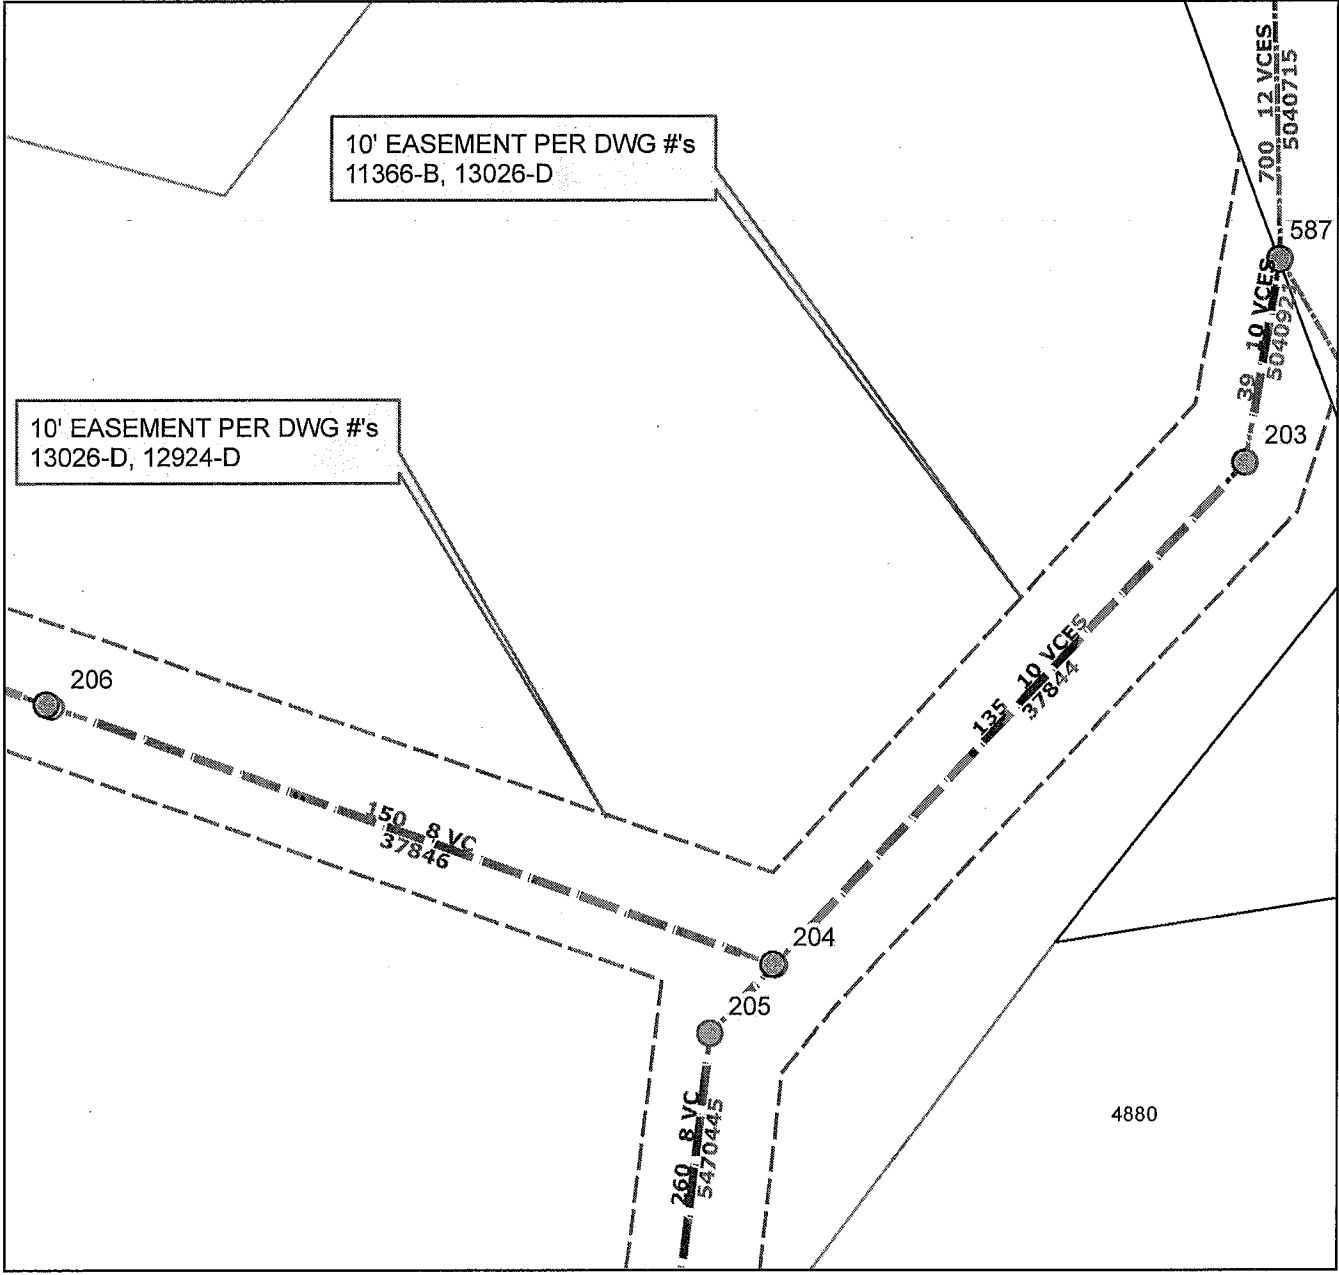 700 12 VCES
5040715
10' EASEMENT PER DWG #'s
11366-B, 13026-D
587
39 10 VCES
203
10' EASEMENT PER DWG #'s
13026-D, 12924-D
135 10 VCES
37844
206
150 8 VC
37846
204
205
260 8 VC
5470445
4880